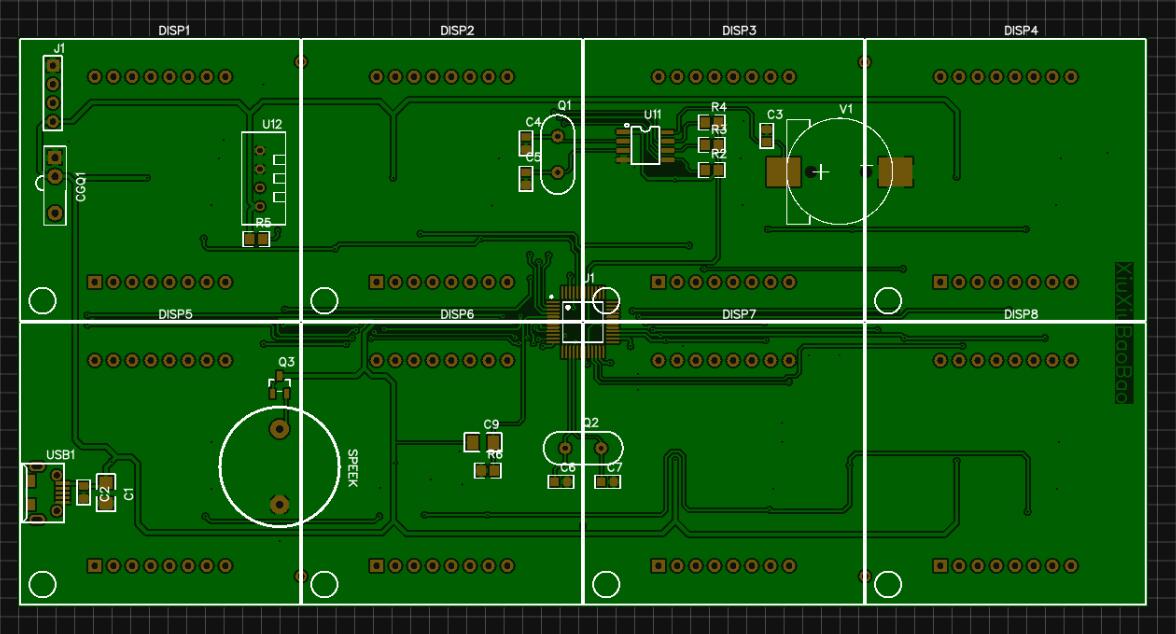 DISP1
DISP2
DISP3
DISP4
J1
U12
R5
CGQ1
C4
C5
Q1
U11
R4
R3
R2
C3
V1
J1
XiuXiuBaoBao
DISP5
DISP6
DISP7
DISP8
Q3
SPEEK
USB1
C2
C1
C9
R6
Q2
C6
C7